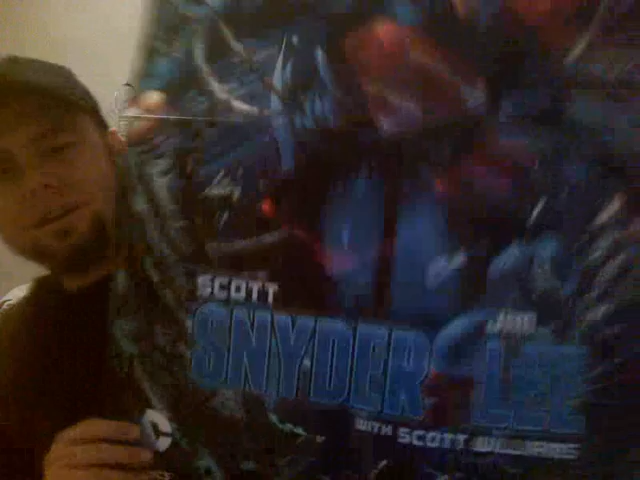 SCOTT
SNYDER
JIM
LEE
WITH SCOTT WILLIAMS